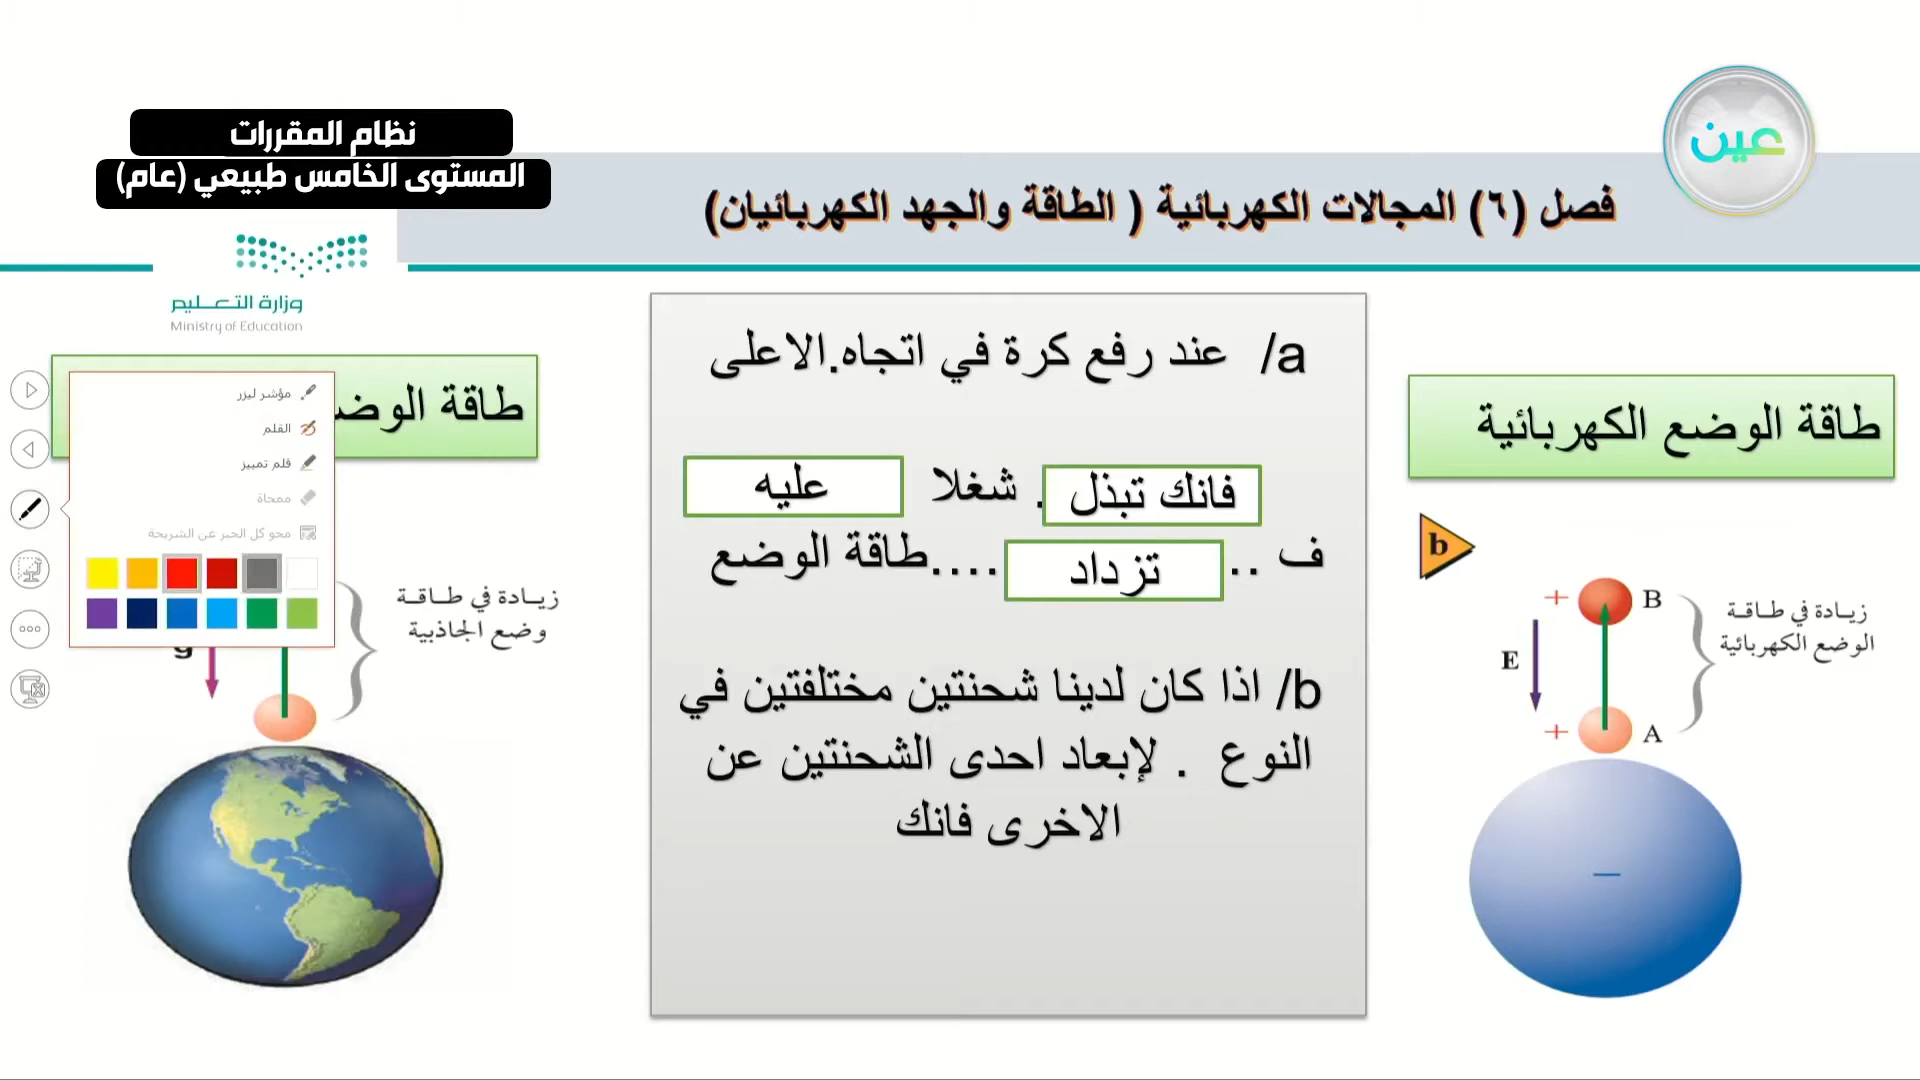 نظام المقررات
المستوى الخامس طبيعي (عام)
عين
فصل (٦) المجالات الكهربائية ( الطاقة والجهد الكهربائيان)
وزارة التعليم
Ministry of Education
طاقة الوضع الكهربائية
b
+ B
زيادة في طاقة
الوضع الكهربائية
E
+ A
—
a/ عند رفع كرة في اتجاه.الاعلى
فانك تبذل . شغلا عليه
ف .. تزداد ....طاقة الوضع
b/ اذا كان لدينا شحنتين مختلفتين في
النوع . لإبعاد احدى الشحنتين عن
الاخرى فانك
طاقة الوض
مؤشر ليزر
القلم
قلم تمييز
ممحاة
محو كل الحبر عن الشريحة
زيادة في طاقة
وضع الجاذبية
g